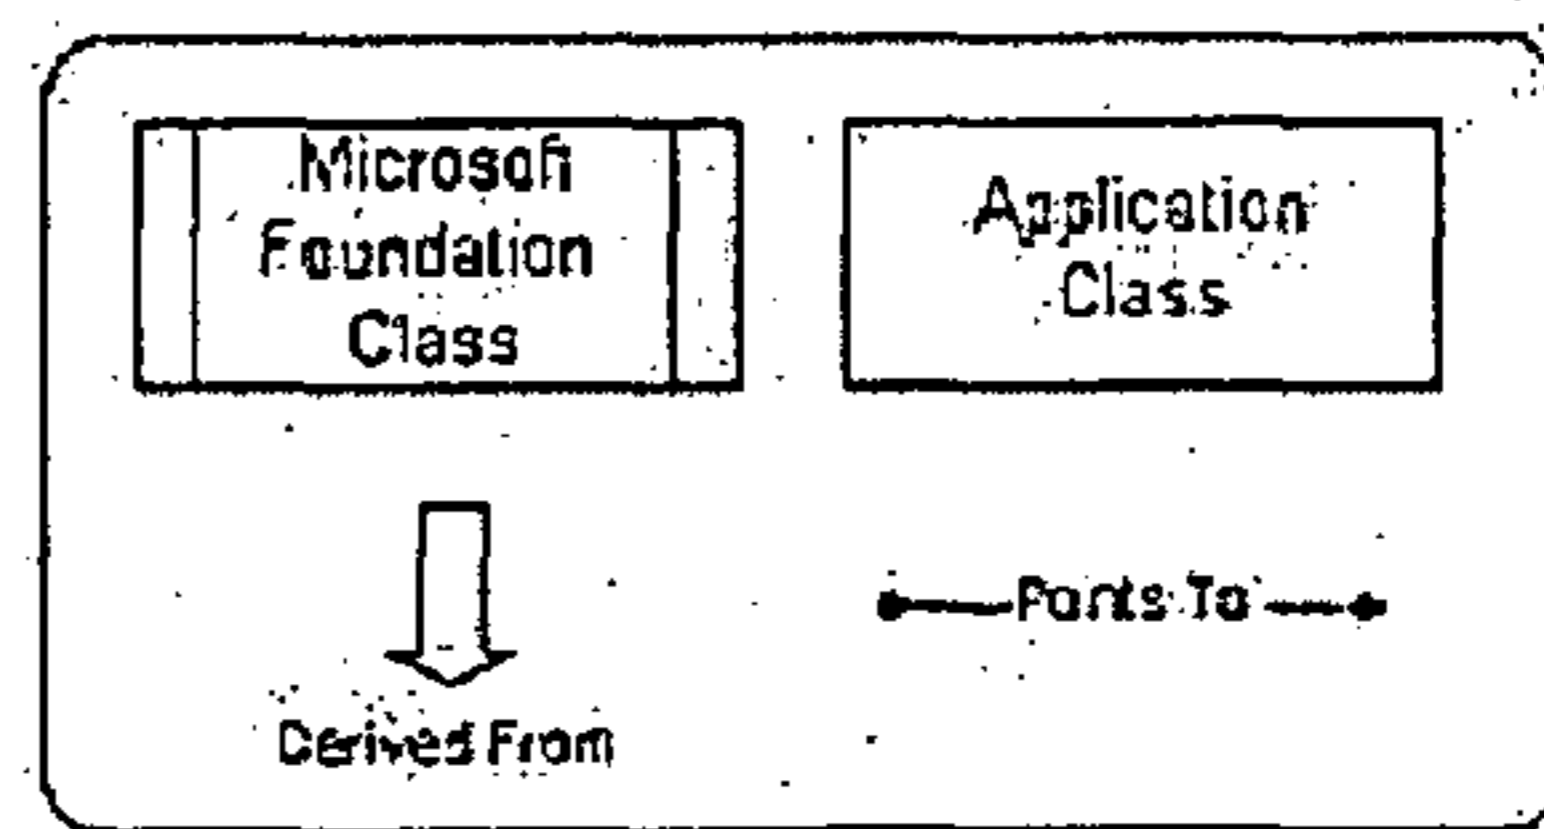 Microsoft
Foundation
Class
Application
Class
Derived From
Points To